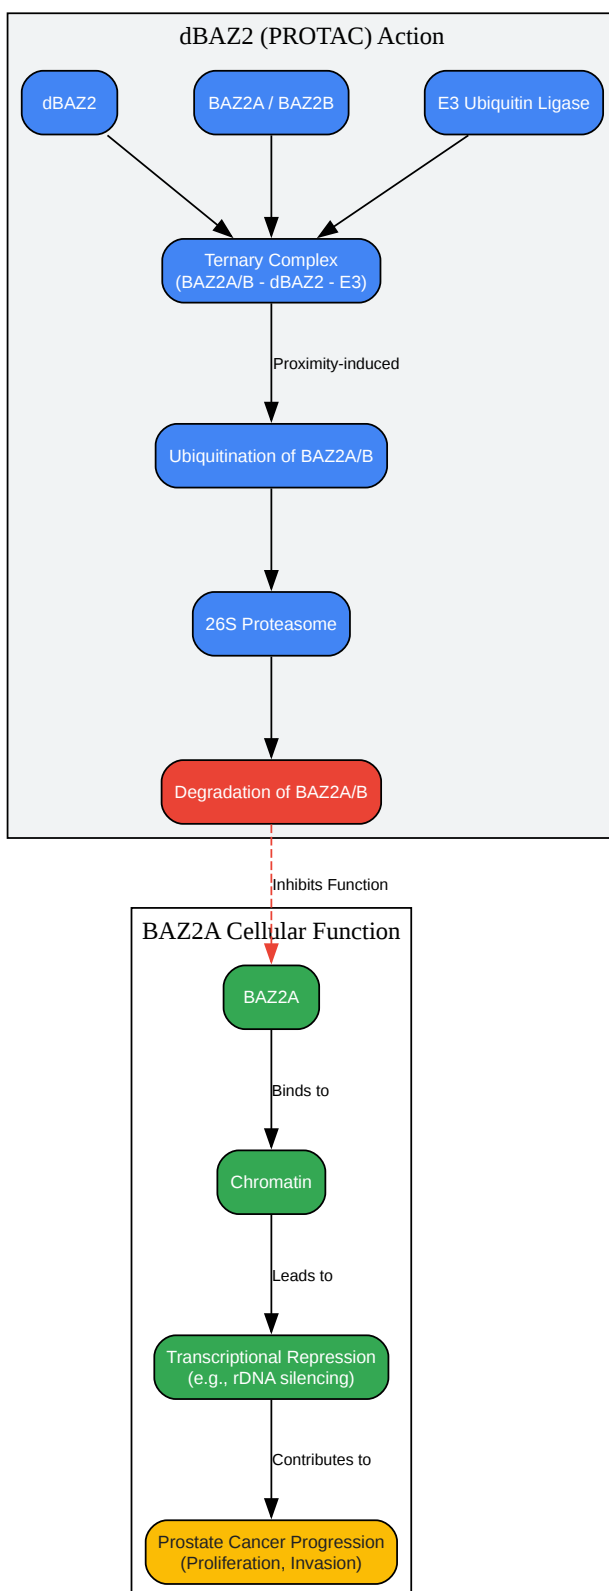 dBAZ2 (PROTAC) Action
dBAZ2
BAZ2A / BAZ2B
E3 Ubiquitin Ligase
Ternary Complex
(BAZ2A/B - dBAZ2 - E3)
Proximity-induced
Ubiquitination of BAZ2A/B
26S Proteasome
Degradation of BAZ2A/B
Inhibits Function
BAZ2A Cellular Function
BAZ2A
Binds to
Chromatin
Leads to
Transcriptional Repression
(e.g., rDNA silencing)
Contributes to
Prostate Cancer Progression
(Proliferation, Invasion)